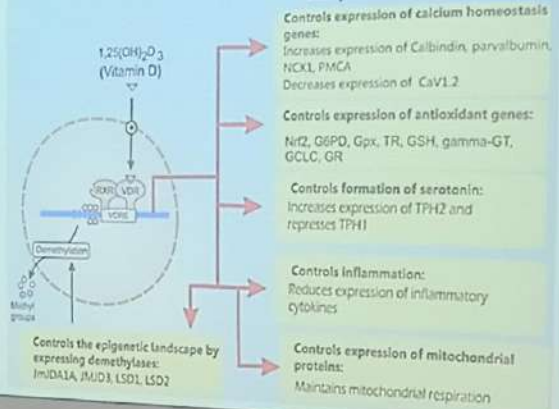 1,25(OH)₂D₃
(Vitamin D)
RXR
VDR
VDRE
Demethylation
Methyl
groups
Controls the epigenetic landscape by
expressing demethylases:
JmJDA1A, JMJD3, LSD1, LSD2
Controls expression of calcium homeostasis
genes:
Increases expression of Calbindin, parvalbumin,
NCX1, PMCA
Decreases expression of CaV1.2
Controls expression of antioxidant genes:
Nrf2, G6PD, Gpx, TR, GSH, gamma-GT,
GCLC, GR
Controls formation of serotonin:
Increases expression of TPH2 and
represses TPH1
Controls inflammation:
Reduces expression of inflammatory
cytokines
Controls expression of mitochondrial
proteins:
Maintains mitochondrial respiration